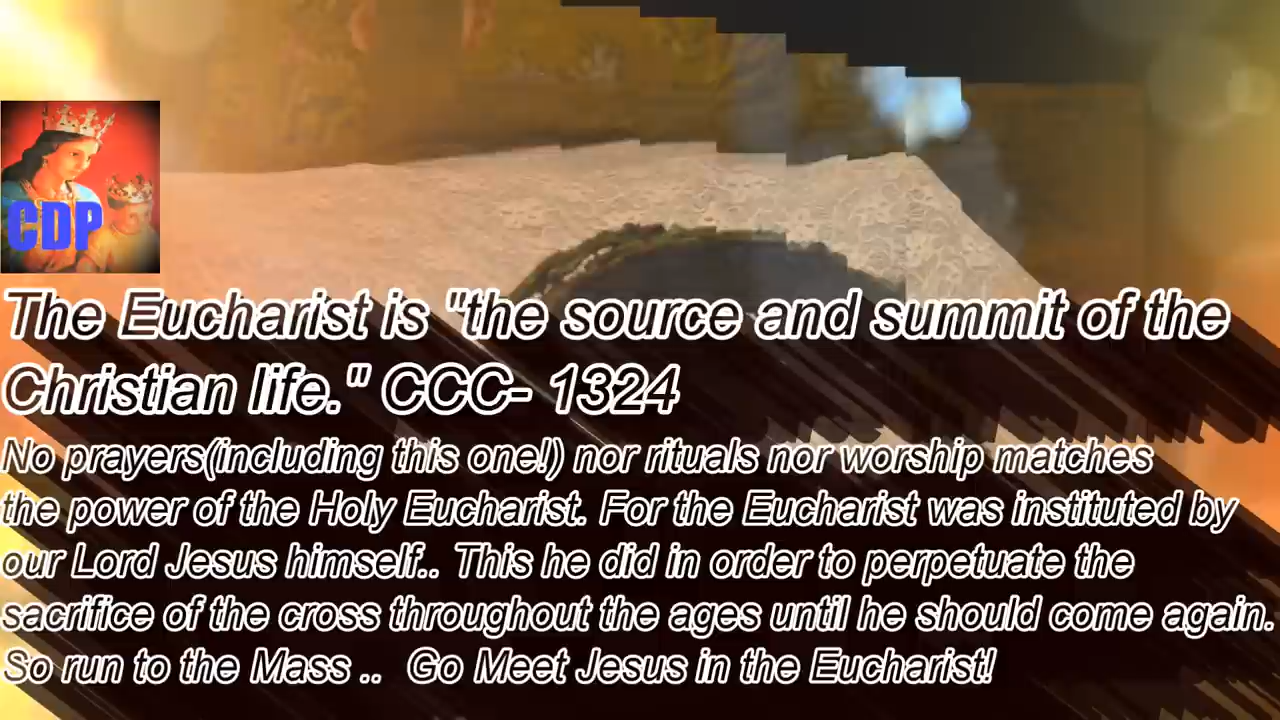 CDP
The Eucharist is "the source and summit of the
Christian life." CCC- 1324
No prayers(including this one!) nor rituals nor worship matches
the power of the Holy Eucharist. For the Eucharist was instituted by
our Lord Jesus himself.. This he did in order to perpetuate the
sacrifice of the cross throughout the ages until he should come again.
So run to the Mass .. Go Meet Jesus in the Eucharist!